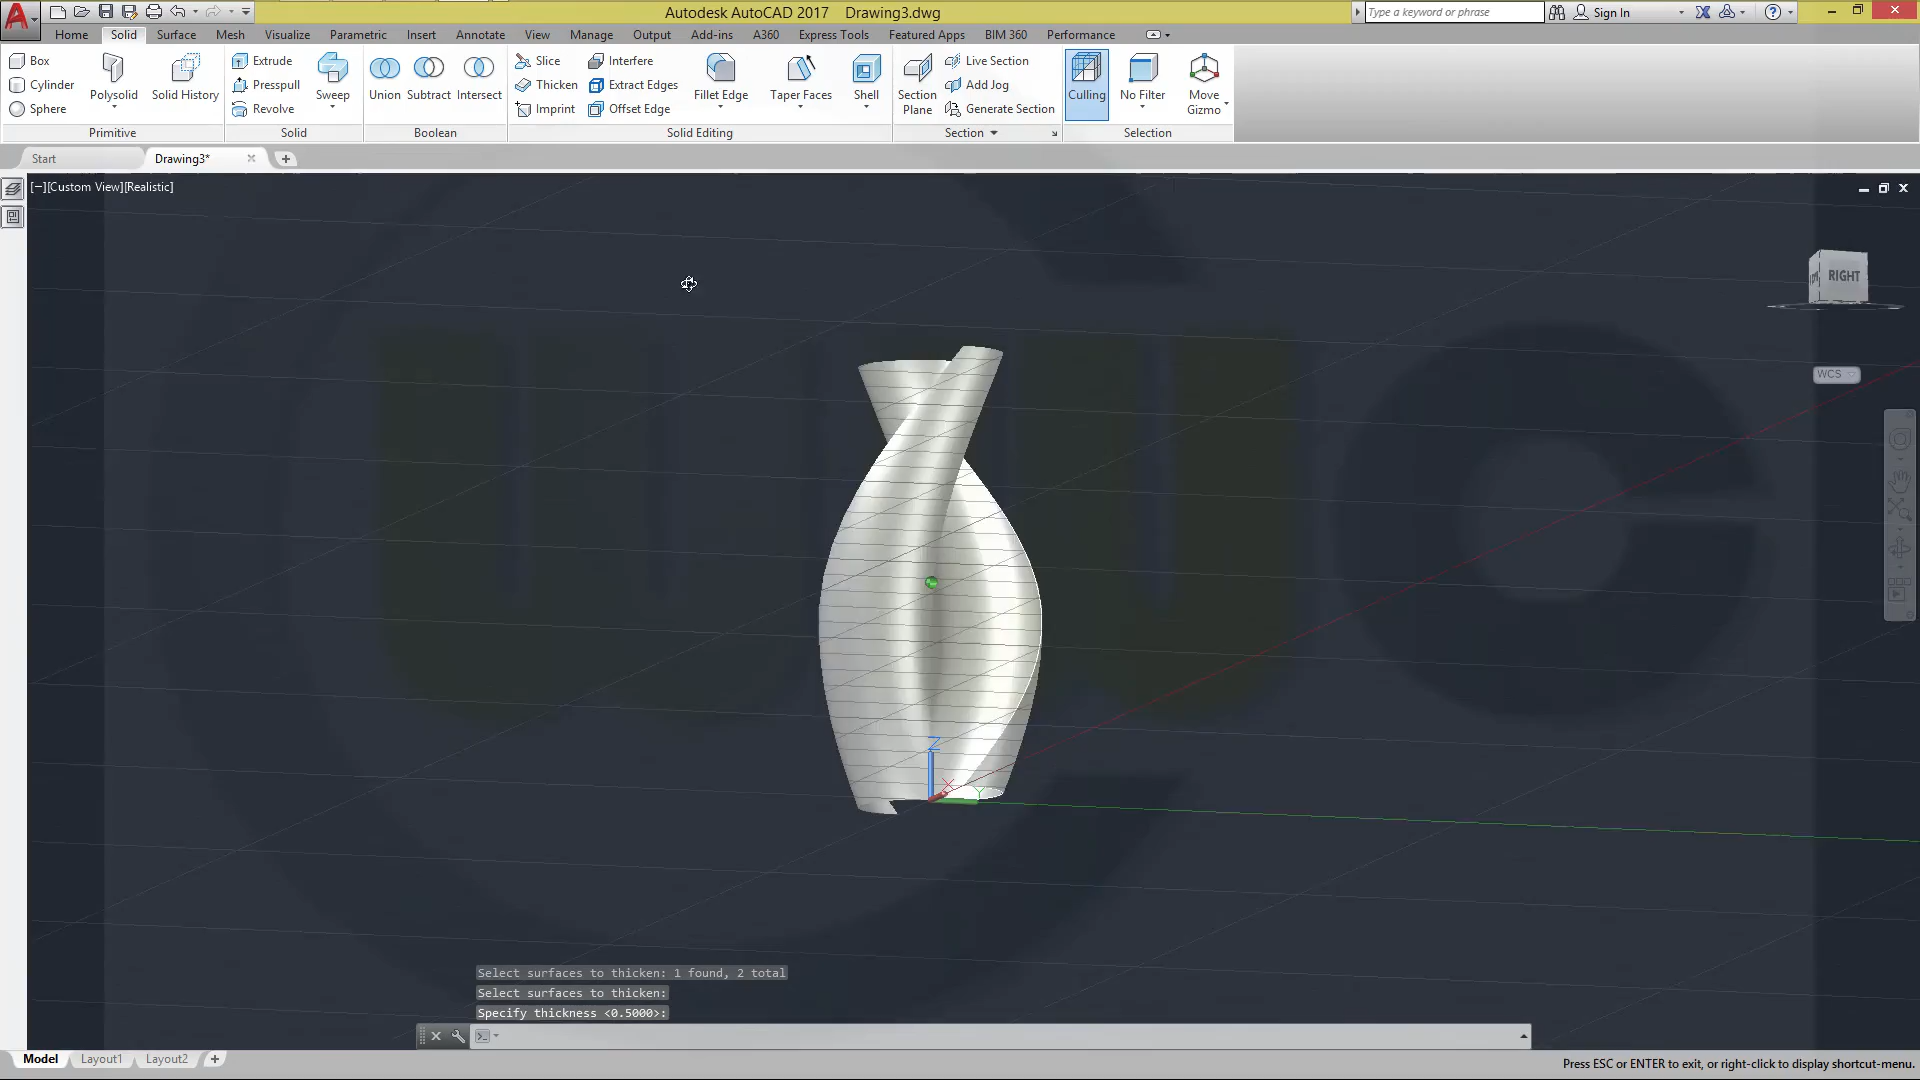 Autodesk AutoCAD 2017 Drawing3.dwg
Type a keyword or phrase
Sign In
Home Solid Surface Mesh Visualize Parametric Insert Annotate View Manage Output Add-ins A360 Express Tools Featured Apps BIM 360 Performance
Box
Cylinder
Sphere
Polysolid
Solid History
Primitive
Extrude
Presspull
Revolve
Sweep
Solid
Union Subtract Intersect
Boolean
Slice
Thicken
Imprint
Interfere
Extract Edges
Offset Edge
Fillet Edge
Taper Faces
Shell
Solid Editing
Section
Plane
Live Section
Add Jog
Generate Section
Section
Culling
No Filter
Move
Gizmo
Selection
Start
Drawing3*
[−][Custom View][Realistic]
RIGHT
WCS
Z
X
Y
Select surfaces to thicken: 1 found, 2 total
Select surfaces to thicken:
Specify thickness <0.5000>:
Model Layout1 Layout2
Press ESC or ENTER to exit, or right-click to display shortcut-menu.